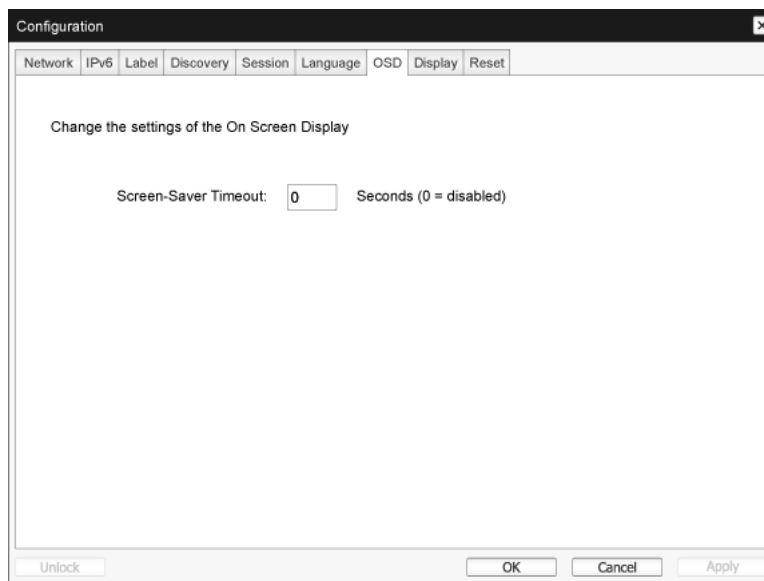 Configuration
Network IPv6 Label Discovery Session Language OSD Display Reset
Change the settings of the On Screen Display
Screen-Saver Timeout: 0 Seconds (0 = disabled)
Unlock OK Cancel Apply